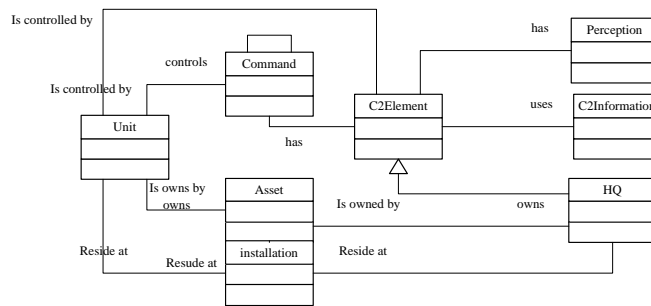 Is controlled by
has
Perception
controls
Command
Is controlled by
C2Element
uses
C2Information
Unit
has
Is owns by
owns
Asset
Is owned by
owns
HQ
Reside at
Resude at
installation
Reside at